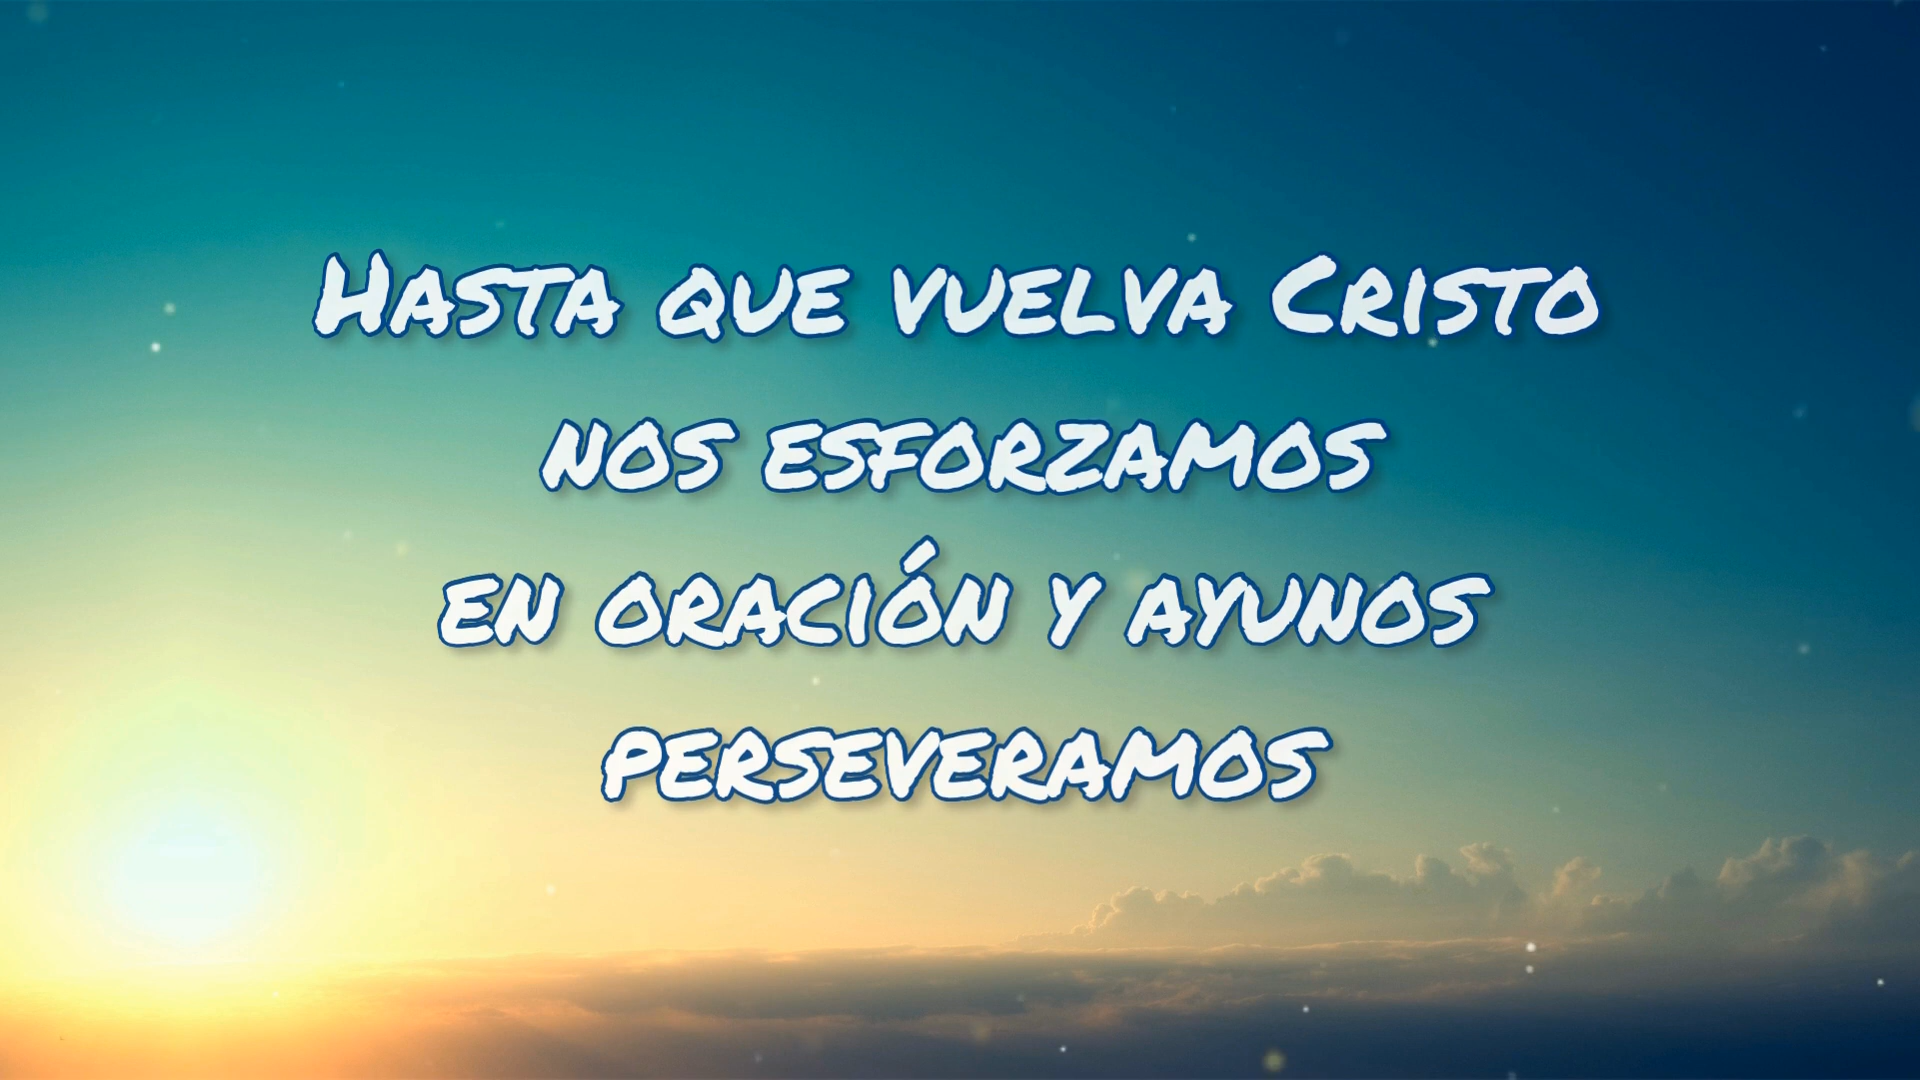 Hasta que vuelva Cristo
nos esforzamos
en oración y ayunos
perseveramos